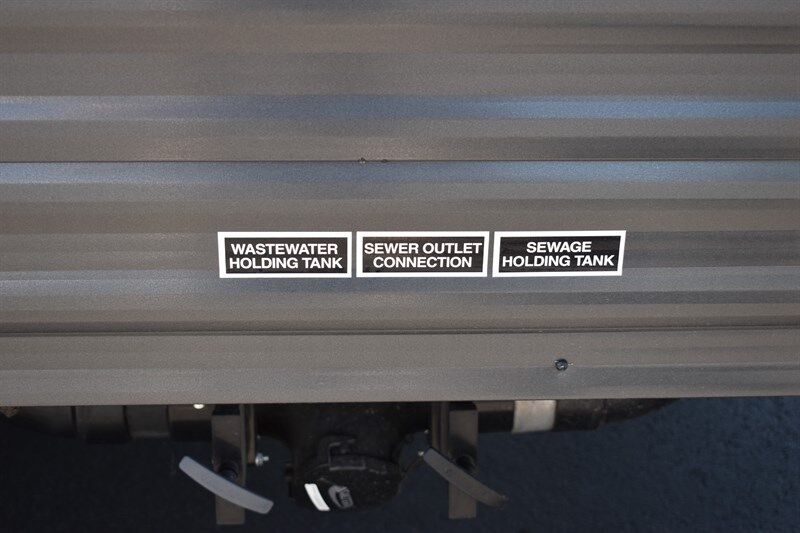 WASTEWATER
HOLDING TANK
SEWER OUTLET
CONNECTION
SEWAGE
HOLDING TANK